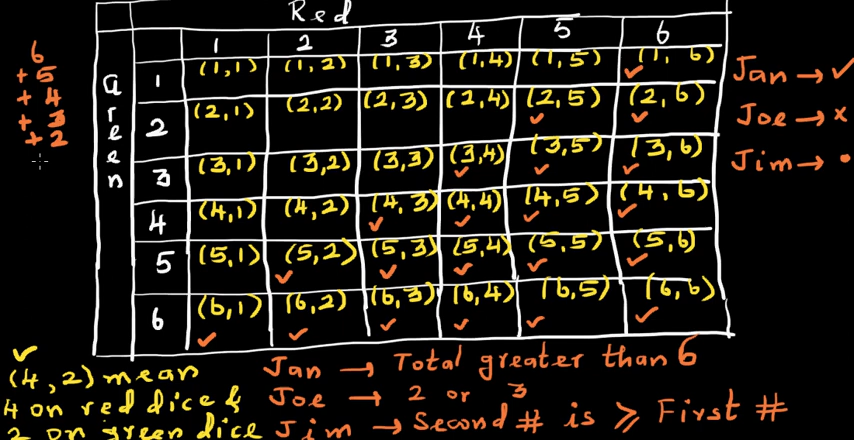 Red
1 2 3 4 5 6
Green
1 (1,1) (1,2) (1,3) (1,4) (1,5) (1,6) ✓
2 (2,1) (2,2) (2,3) (2,4) (2,5) ✓ (2,6) ✓
3 (3,1) (3,2) (3,3) (3,4) ✓ (3,5) ✓ (3,6) ✓
4 (4,1) (4,2) (4,3) ✓ (4,4) ✓ (4,5) ✓ (4,6) ✓
5 (5,1) (5,2) ✓ (5,3) ✓ (5,4) ✓ (5,5) ✓ (5,6) ✓
6 (6,1) ✓ (6,2) ✓ (6,3) ✓ (6,4) ✓ (6,5) ✓ (6,6) ✓
6
+ 5
+ 4
+ 3
+ 2
Jan → ✓
Joe → ×
Jim → •
✓
(4,2) mean
4 on red dice &
2 on green dice
Jan → Total greater than 6
Joe → 2 or 3
Jim → Second # is ≥ First #